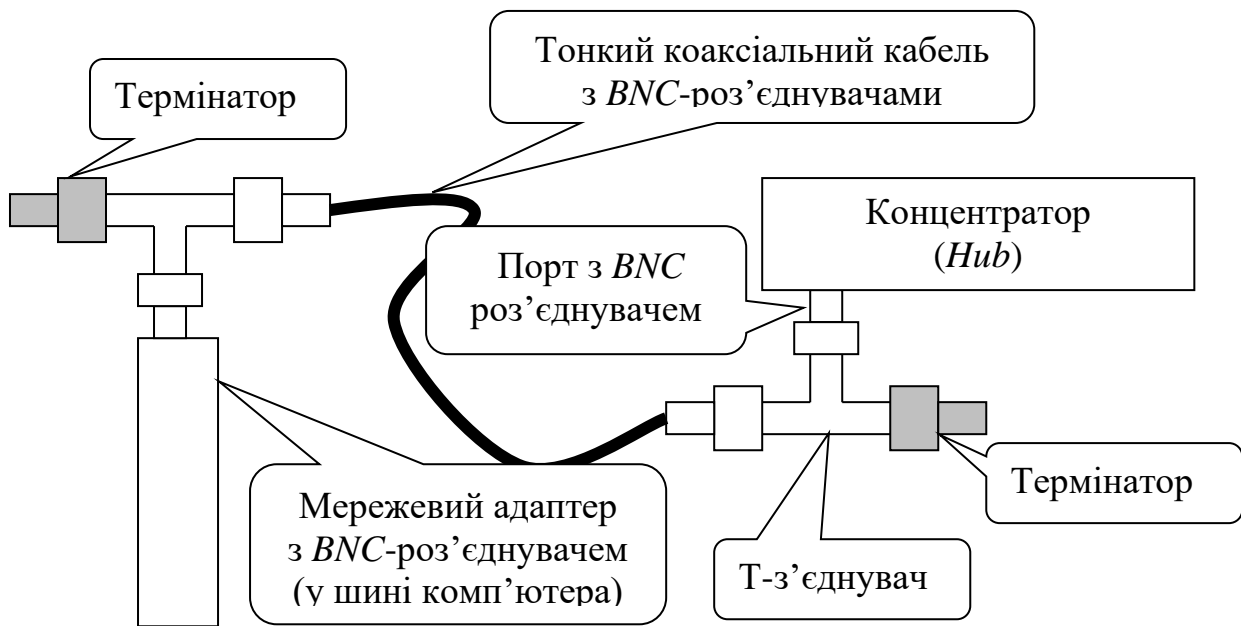 Тонкий коаксіальний кабель
з BNC-роз’єднувачами
Термінатор
Концентратор
(Hub)
Порт з BNC
роз’єднувачем
Мережевий адаптер
з BNC-роз’єднувачем
(у шині комп’ютера)
Термінатор
Т-з’єднувач